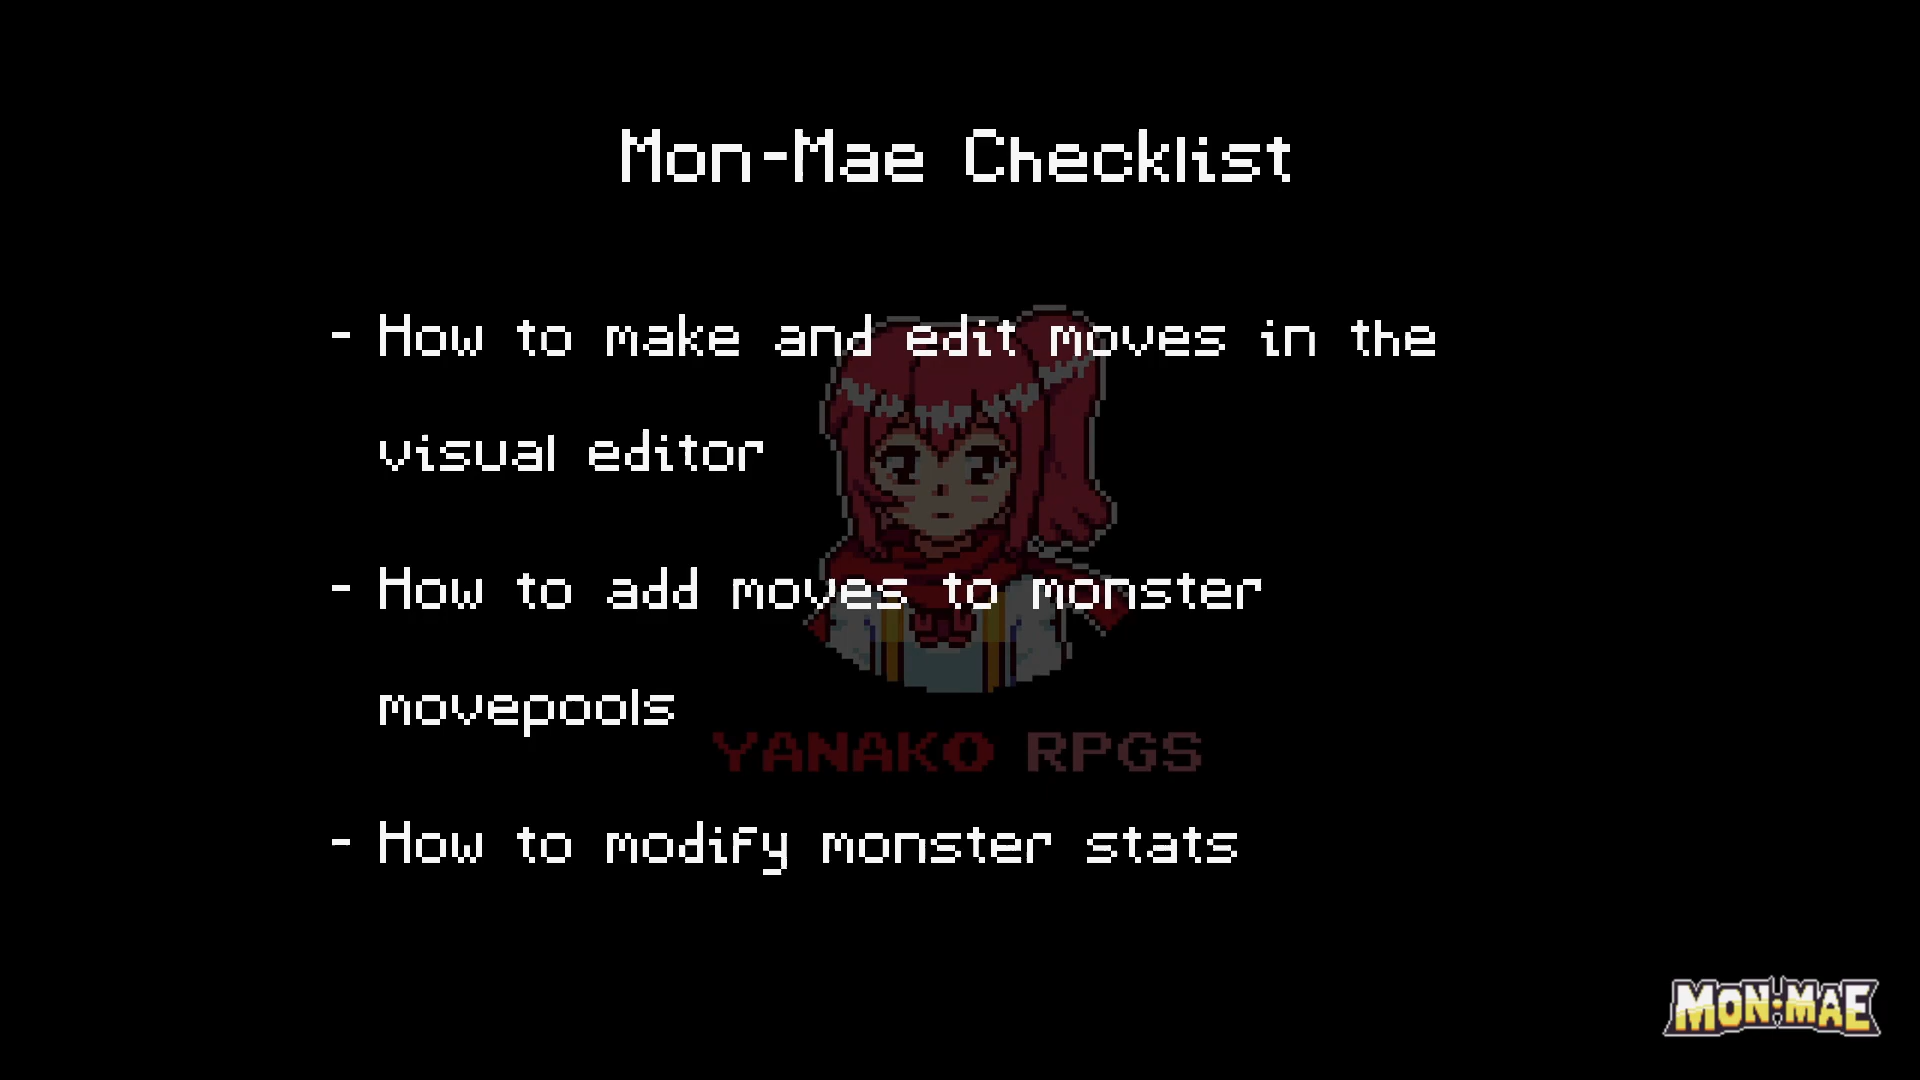 Mon-Mae Checklist
- How to make and edit moves in the
visual editor
- How to add moves to monster
movepools
YANAKO RPGS
- How to modify monster stats
MON:MAE